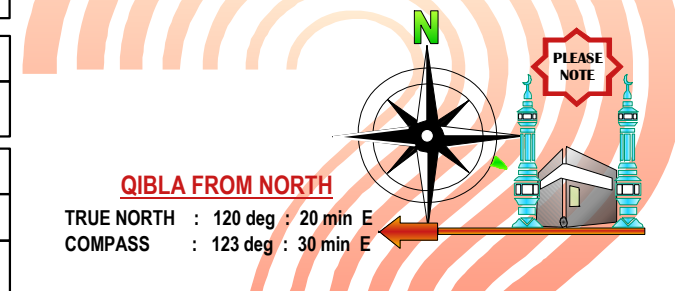 N
PLEASE
NOTE
QIBLA FROM NORTH
TRUE NORTH : 120 deg : 20 min E
COMPASS : 123 deg : 30 min E